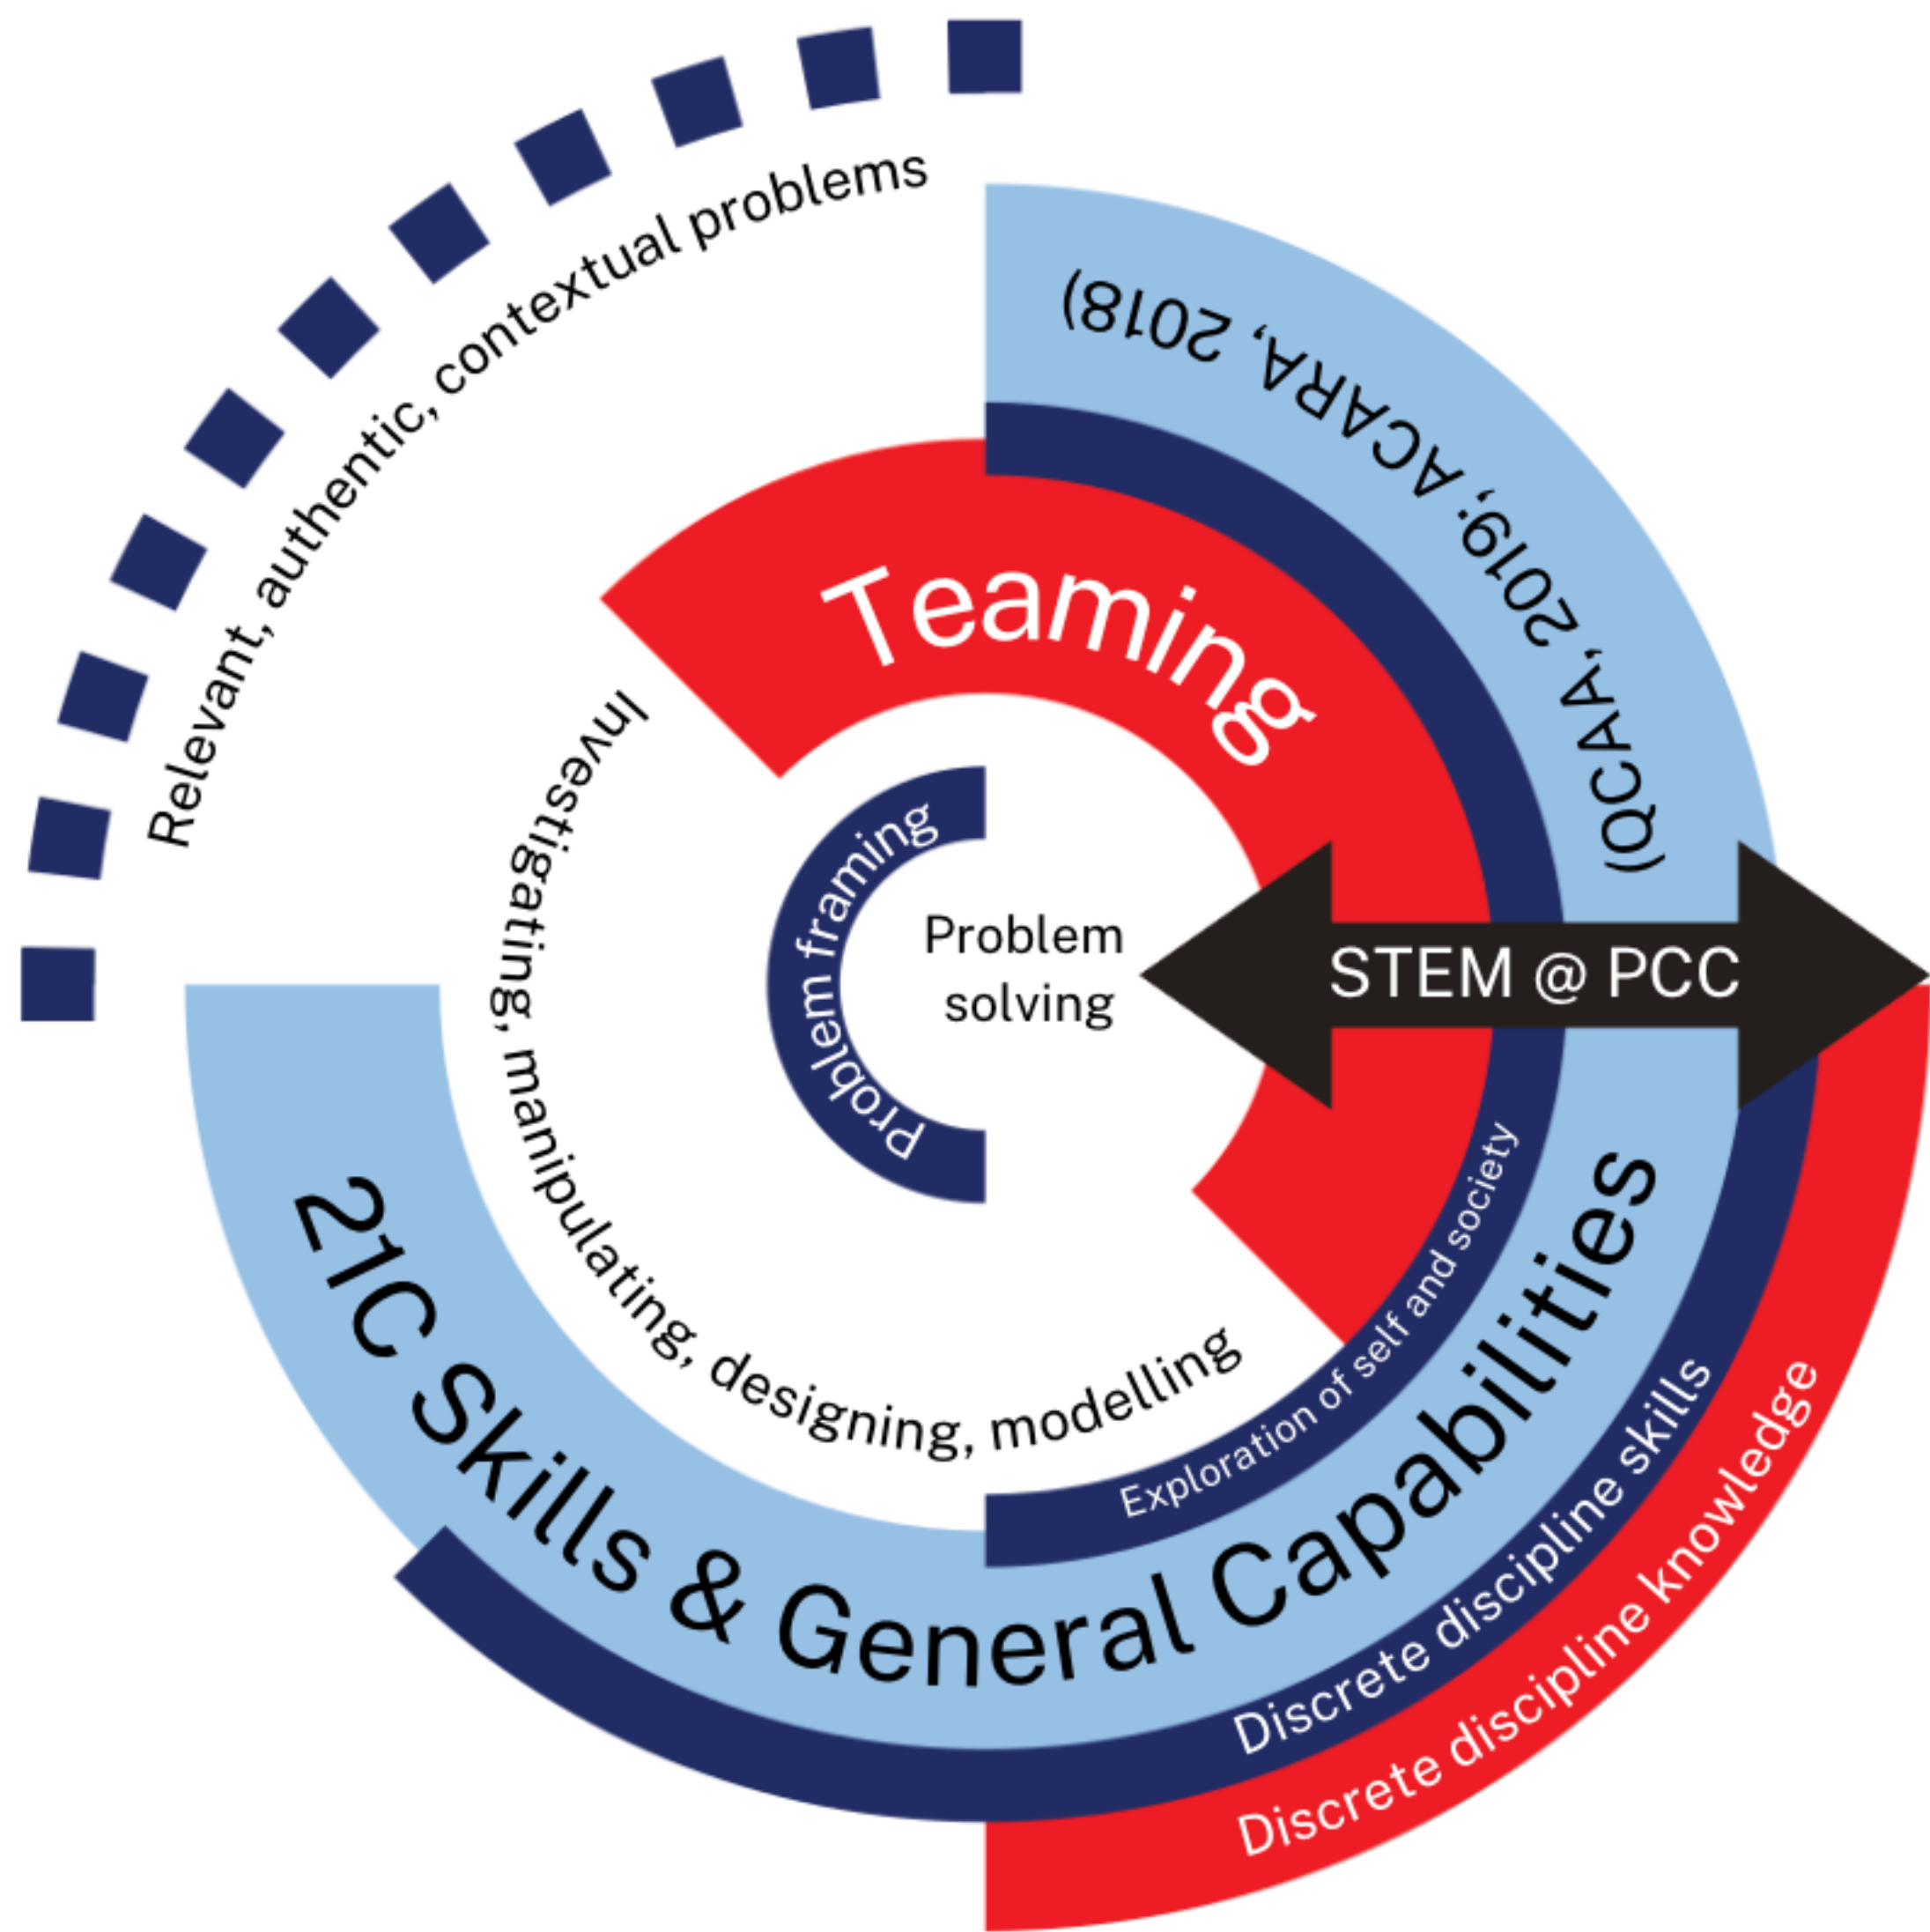 Relevant, authentic, contextual problems
(QCAA, 2019; ACARA, 2018)
Teaming
Investigating, manipulating, designing, modelling
Problem framing
Problem
solving
STEM @ PCC
Exploration of self and society
21C Skills & General Capabilities
Discrete discipline skills
Discrete discipline knowledge